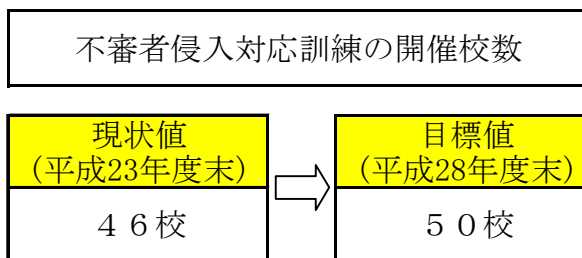 不審者侵入対応訓練の開催校数
現状値
(平成23年度末)
４６校
目標値
(平成28年度末)
５０校